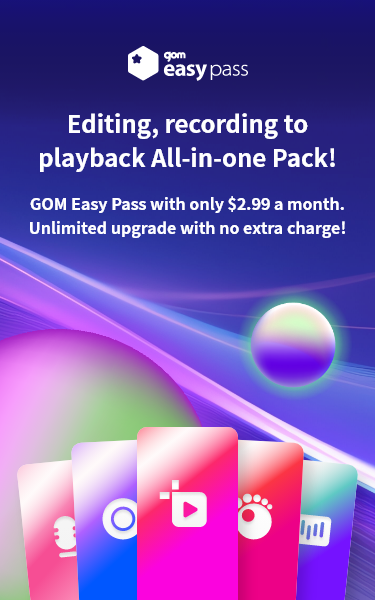 gom
easy pass
Editing, recording to
playback All-in-one Pack!
GOM Easy Pass with only $2.99 a month.
Unlimited upgrade with no extra charge!